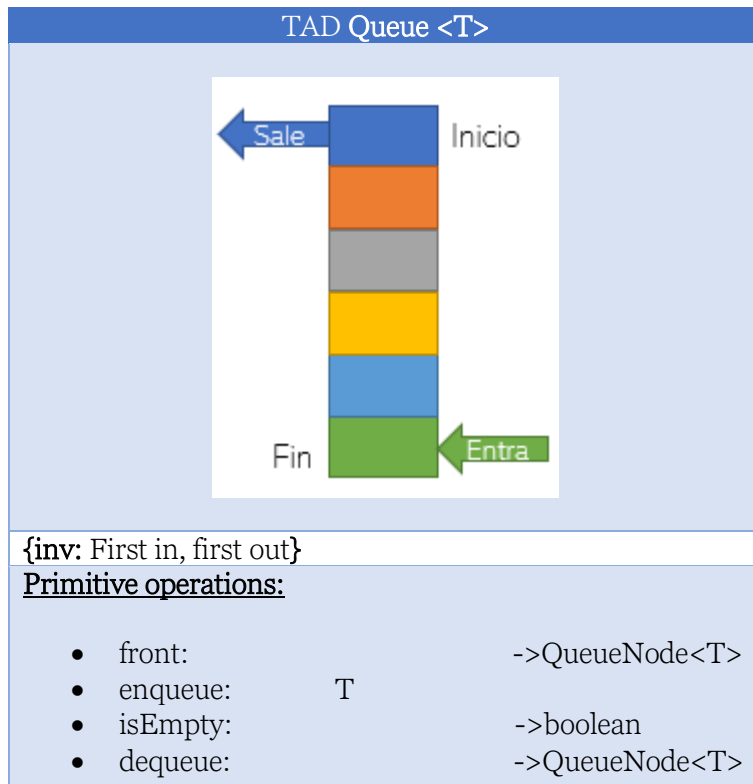 TAD Queue <T>
Sale Inicio
Fin Entra
{inv: First in, first out}
Primitive operations:
• front: ->QueueNode<T>
• enqueue: T
• isEmpty: ->boolean
• dequeue: ->QueueNode<T>